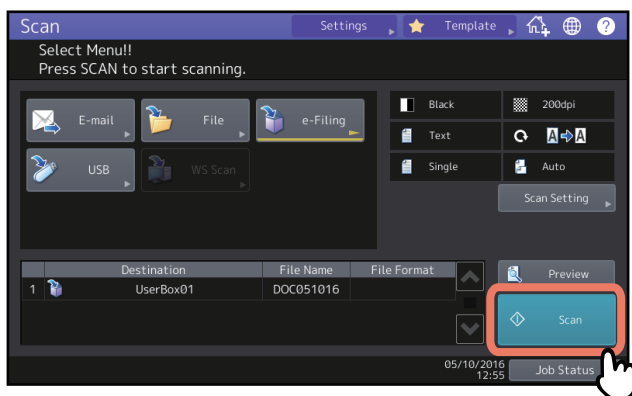 Scan
Settings
Template
?
Select Menu!!
Press SCAN to start scanning.
E-mail
File
e-Filing
USB
WS Scan
Black
200dpi
Text
A A
Single
Auto
Scan Setting
Destination File Name File Format
1 UserBox01 DOC051016
Preview
Scan
05/10/2016
12:55
Job Status